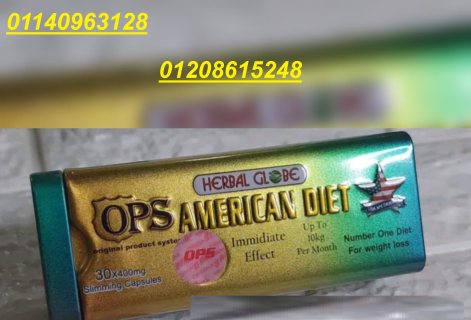 01140963128
01208615248
HERBAL GLOBE
OPS AMERICAN DIET
original product system
OPS
Immidiate
Effect
Up To
10kg
Per Month
Number One Diet
For weight loss
30x400mg
Slimming Capsules